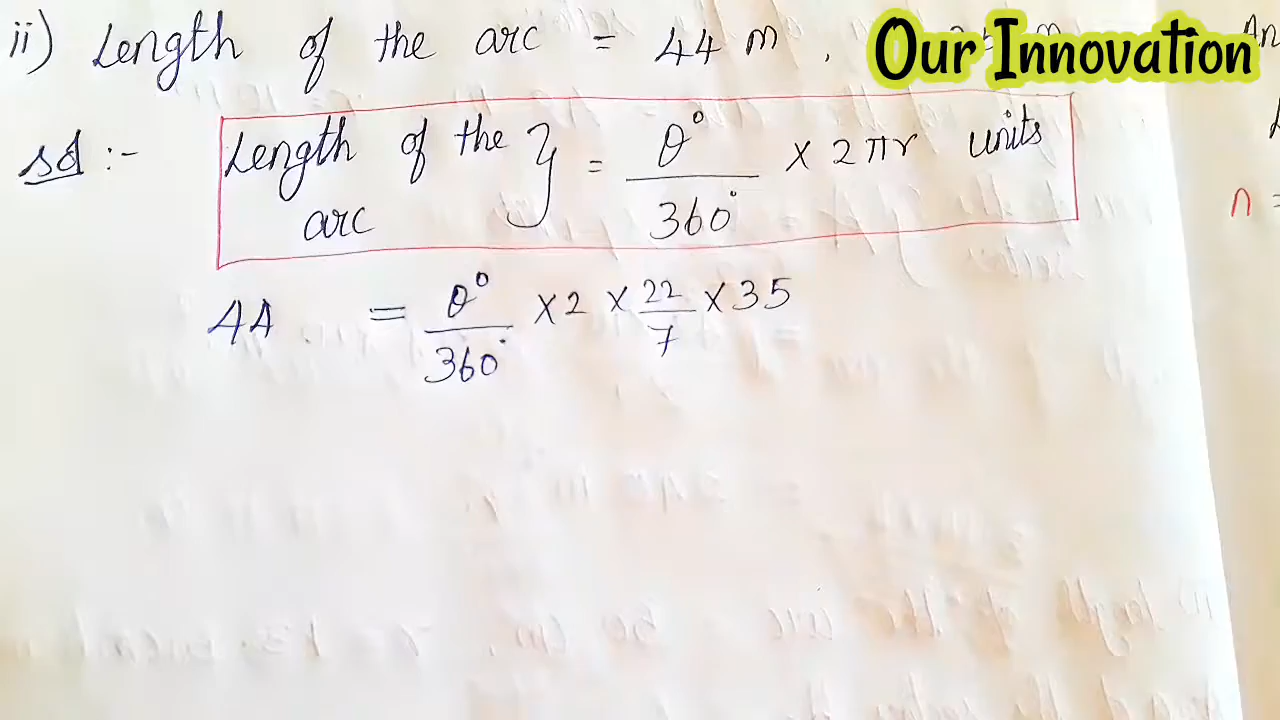 ii) Length of the arc = 44 m,
Our Innovation
Sol :- Length of the } = θ° / 360° × 2πr units
arc
44 = θ° / 360° × 2 × 22 / 7 × 35
n =